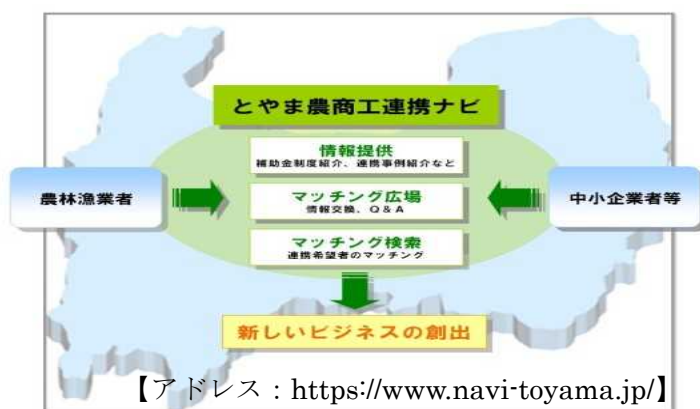 とやま農商工連携ナビ
情報提供
補助金制度紹介、連携事例紹介など
農林漁業者
マッチング広場
情報交換、Q&A
中小企業者等
マッチング検索
連携希望者のマッチング
新しいビジネスの創出
【アドレス：https://www.navi-toyama.jp/】